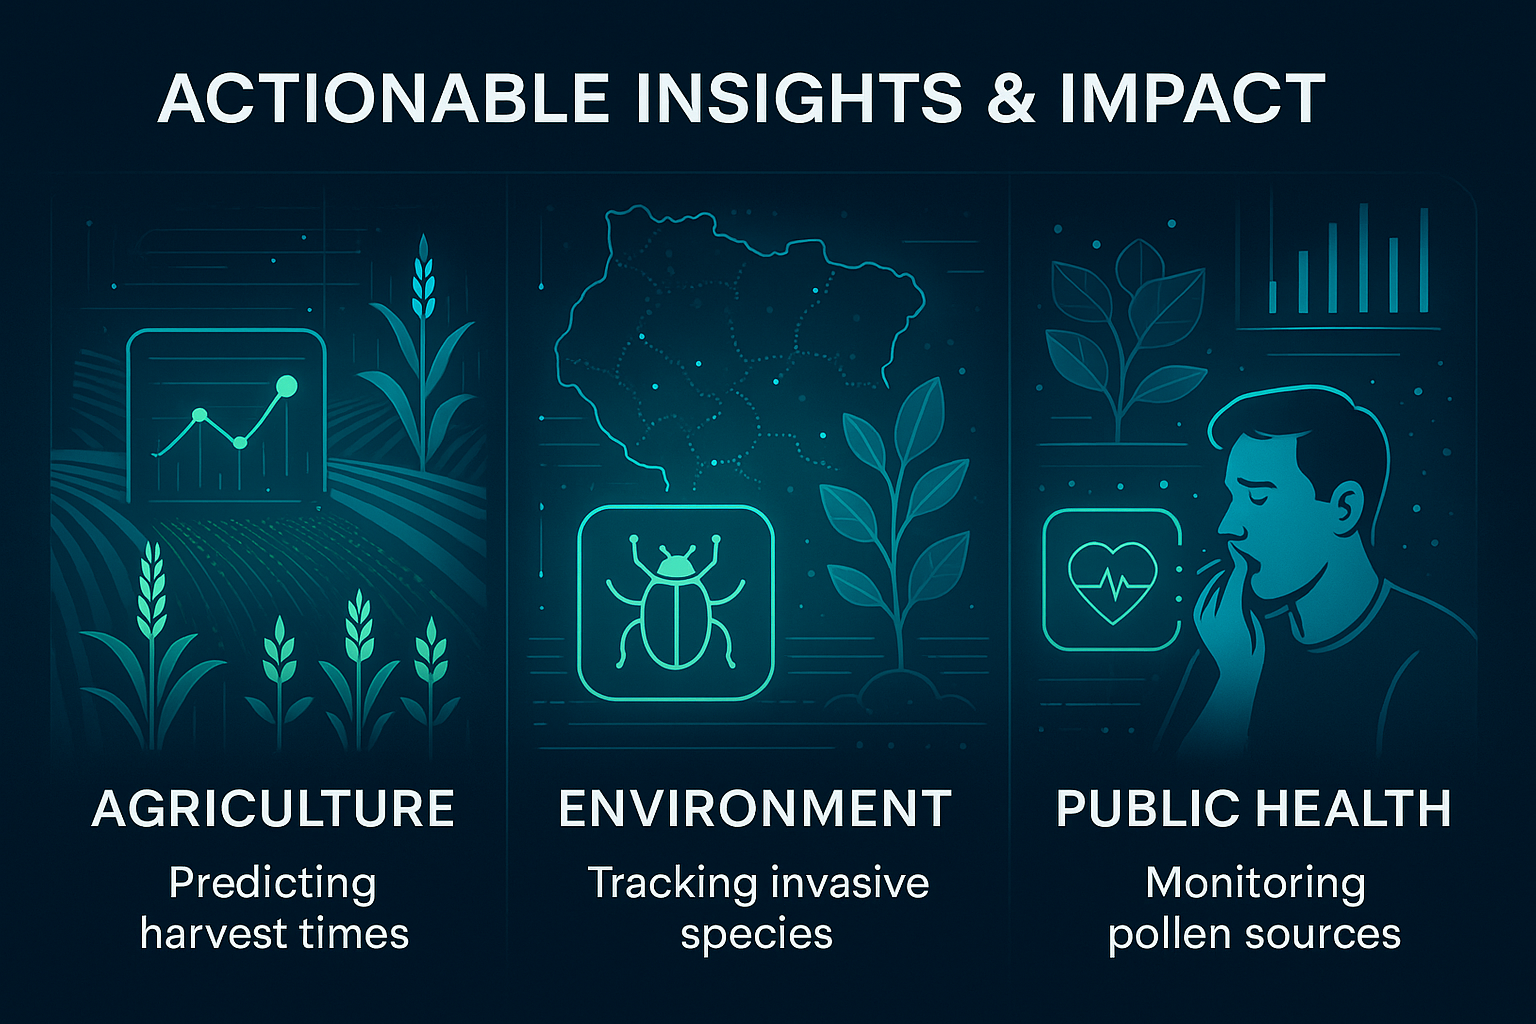 ACTIONABLE INSIGHTS & IMPACT
AGRICULTURE
Predicting
harvest times
ENVIRONMENT
Tracking invasive
species
PUBLIC HEALTH
Monitoring
pollen sources